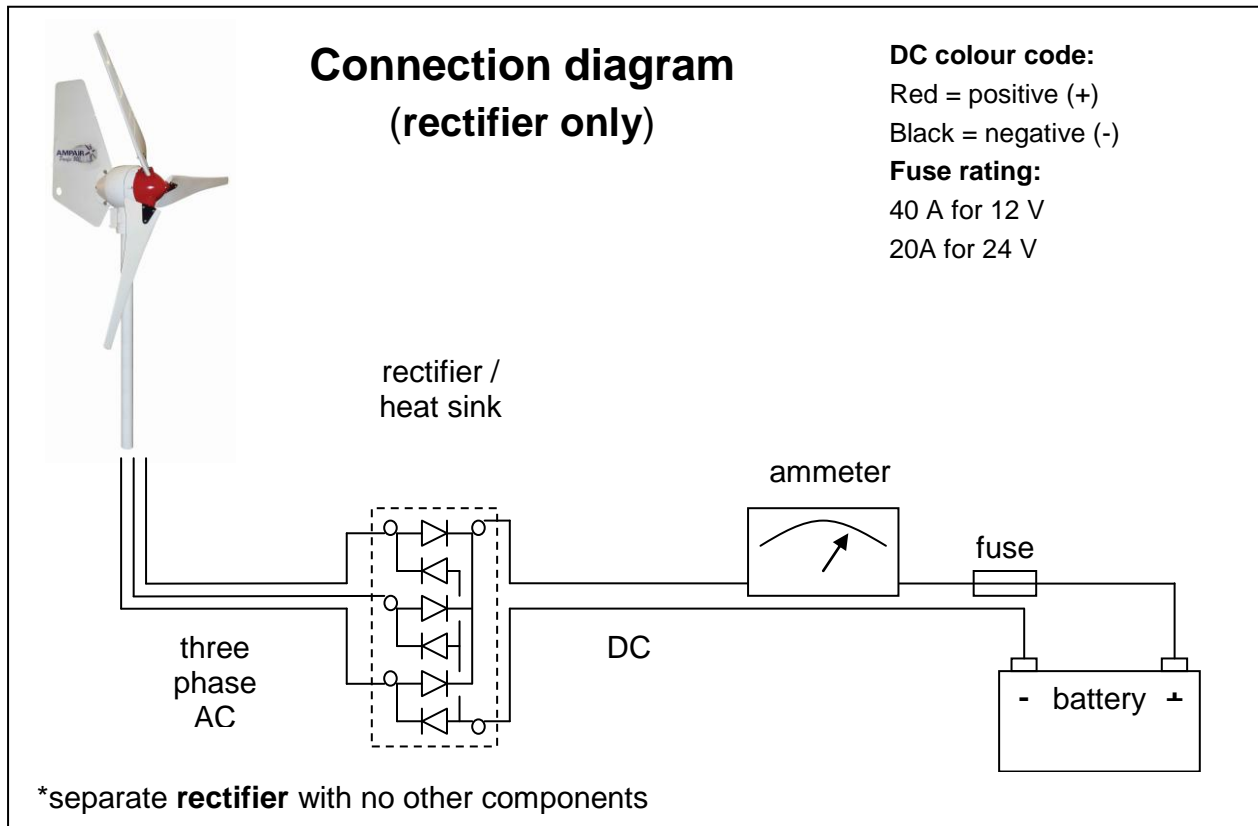 Connection diagram
(rectifier only)
DC colour code:
Red = positive (+)
Black = negative (-)
Fuse rating:
40 A for 12 V
20A for 24 V
AMPAIR
rectifier /
heat sink
ammeter
fuse
three
phase
AC
DC
- battery +
*separate rectifier with no other components